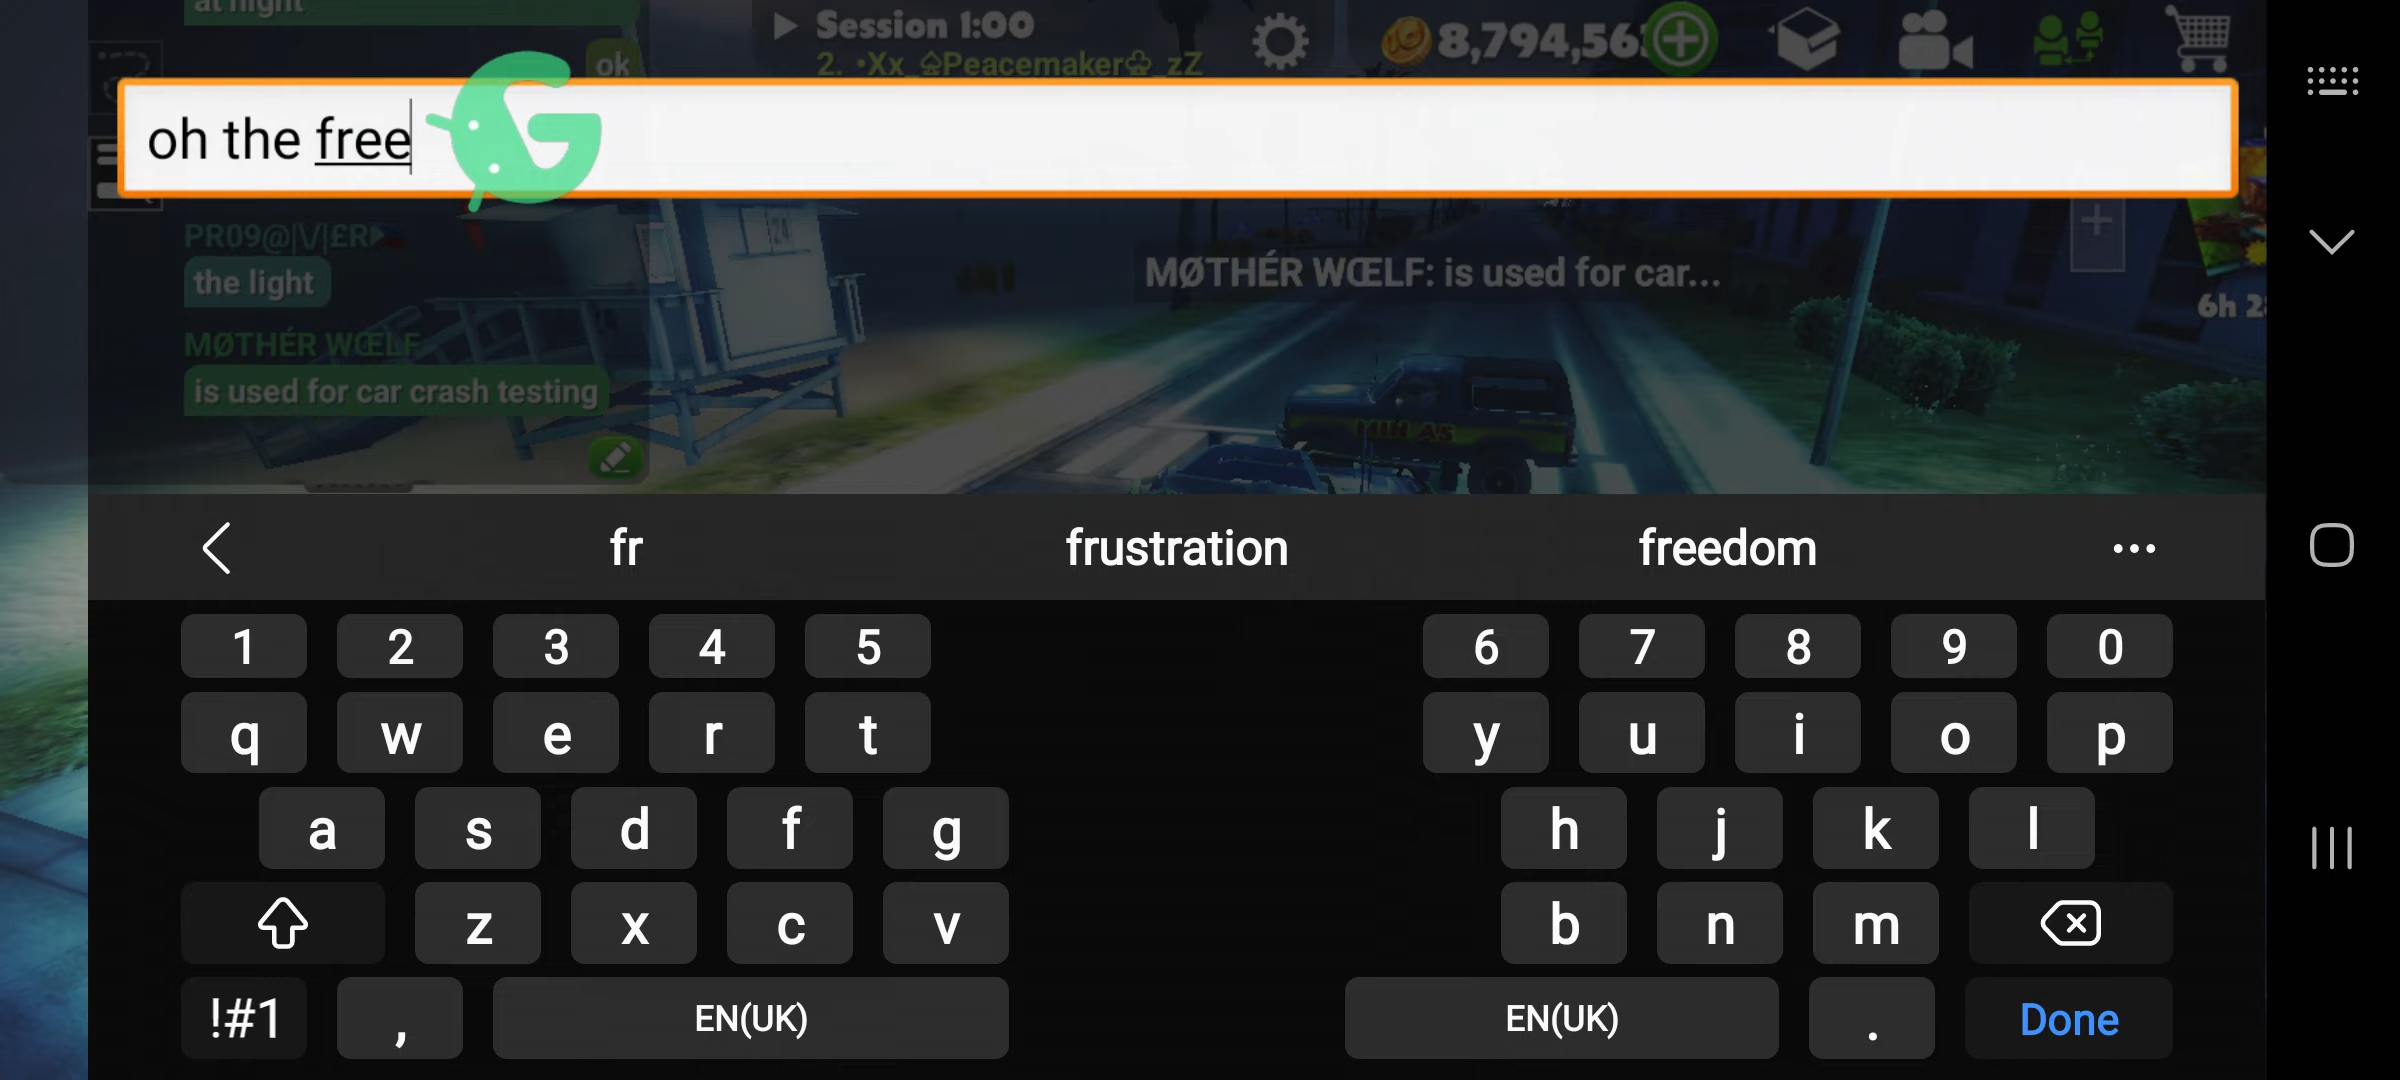 at night
ok
Session 1:00
2. •Xx_♤Peacemaker♧_zZ
8,794,56
oh the free
PR09@|\/|£R
the light
MØTHÉR WŒLF: is used for car...
6h 2
MØTHÉR WŒLF
is used for car crash testing
24
fr frustration freedom ...
1 2 3 4 5 6 7 8 9 0
q w e r t y u i o p
a s d f g h j k l
z x c v b n m
!#1 , EN(UK) EN(UK) . Done